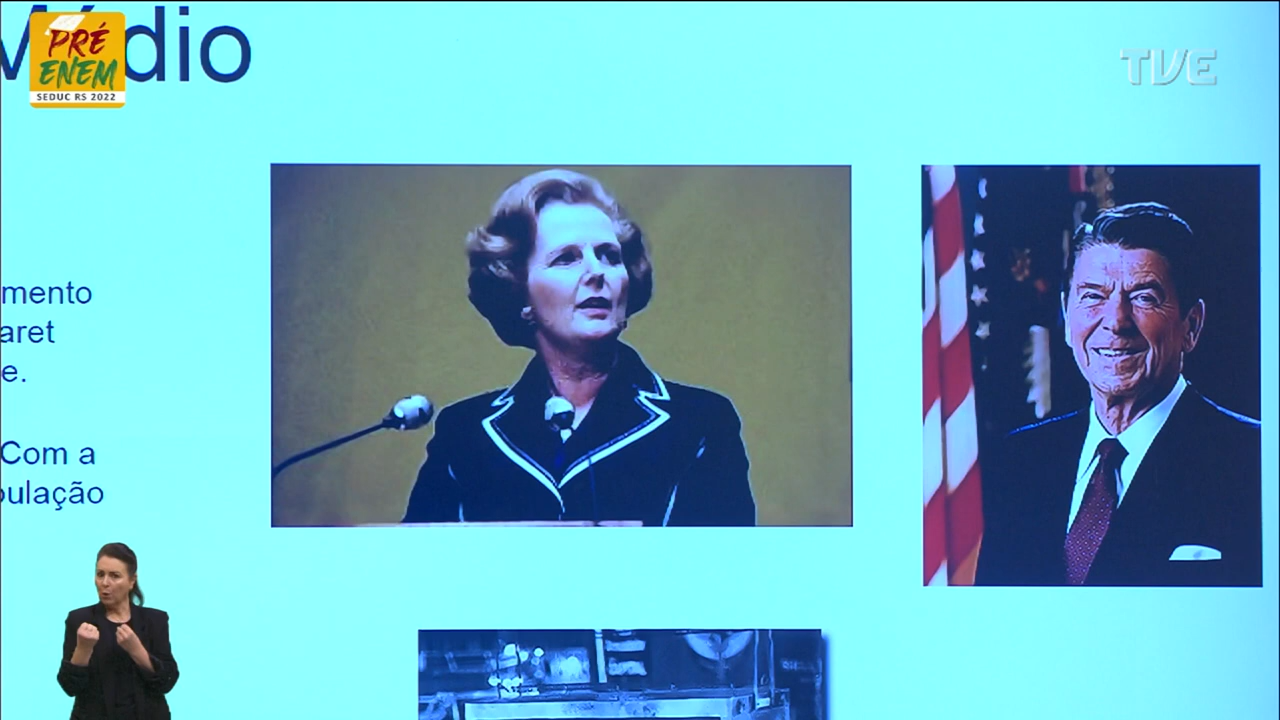 Médio
PRÉ
ENEM
SEDUC RS 2022
TVE
mento
aret
e.
Com a
pulação